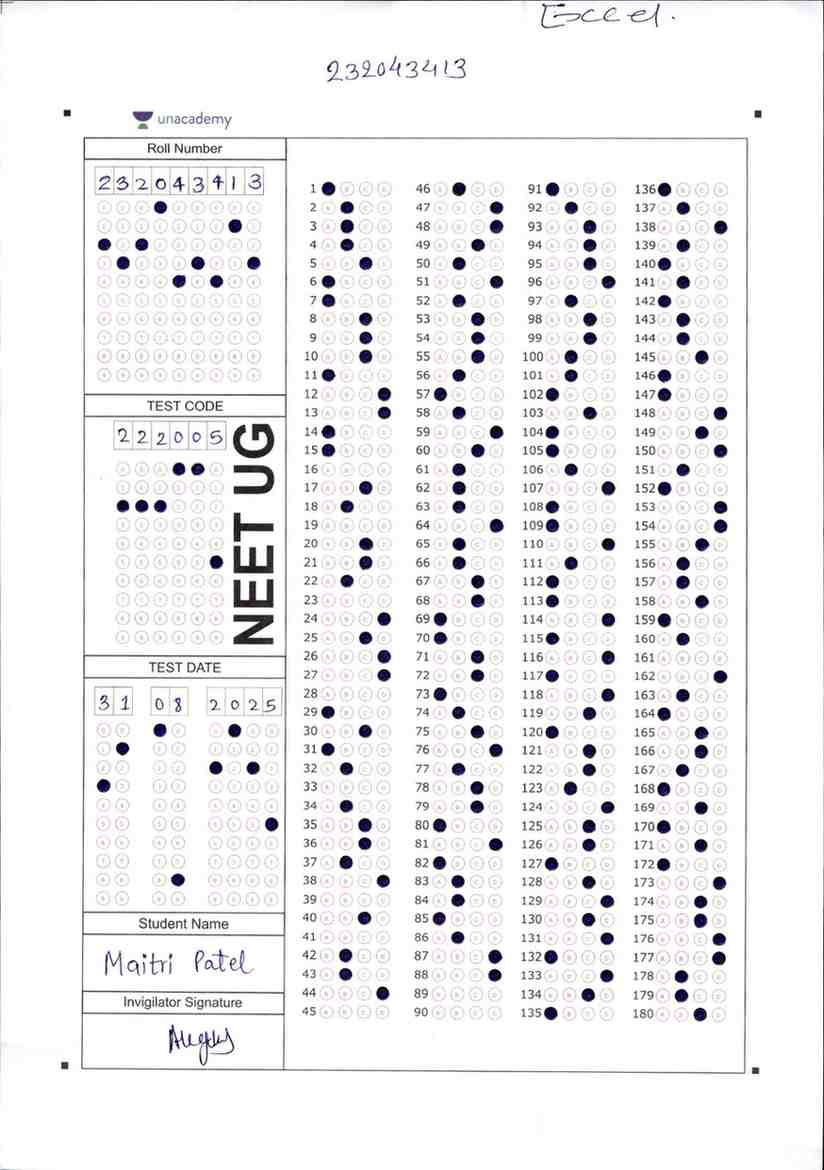 Excel.
232043413
unacademy
Roll Number
2 3 2 0 4 3 4 1 3
TEST CODE
2 2 2 0 0 5
NEET UG
TEST DATE
3 1 0 8 2 0 2 5
Student Name
Maitri Patel
Invigilator Signature
1 46 91 136
2 47 92 137
3 48 93 138
4 49 94 139
5 50 95 140
6 51 96 141
7 52 97 142
8 53 98 143
9 54 99 144
10 55 100 145
11 56 101 146
12 57 102 147
13 58 103 148
14 59 104 149
15 60 105 150
16 61 106 151
17 62 107 152
18 63 108 153
19 64 109 154
20 65 110 155
21 66 111 156
22 67 112 157
23 68 113 158
24 69 114 159
25 70 115 160
26 71 116 161
27 72 117 162
28 73 118 163
29 74 119 164
30 75 120 165
31 76 121 166
32 77 122 167
33 78 123 168
34 79 124 169
35 80 125 170
36 81 126 171
37 82 127 172
38 83 128 173
39 84 129 174
40 85 130 175
41 86 131 176
42 87 132 177
43 88 133 178
44 89 134 179
45 90 135 180